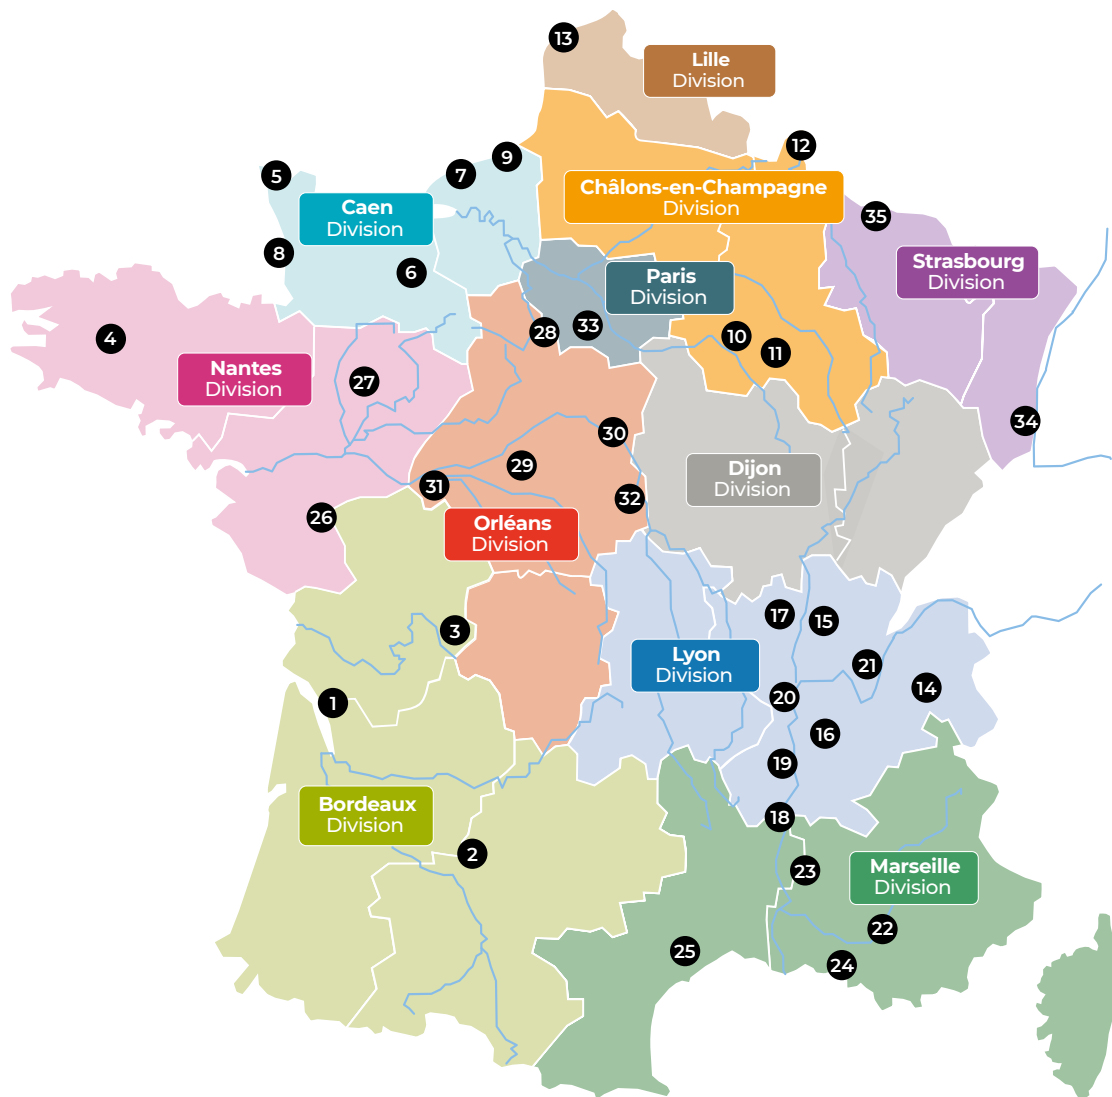 13
Lille
Division
12
9
7
5
Châlons-en-Champagne
Division
Caen
Division
35
8
6
Strasbourg
Division
Paris
Division
4
28
33
10
11
Nantes
Division
27
34
30
29
Dijon
Division
31
32
26
Orléans
Division
17
15
3
Lyon
Division
21
14
20
1
16
19
Bordeaux
Division
18
2
23
Marseille
Division
22
25
24